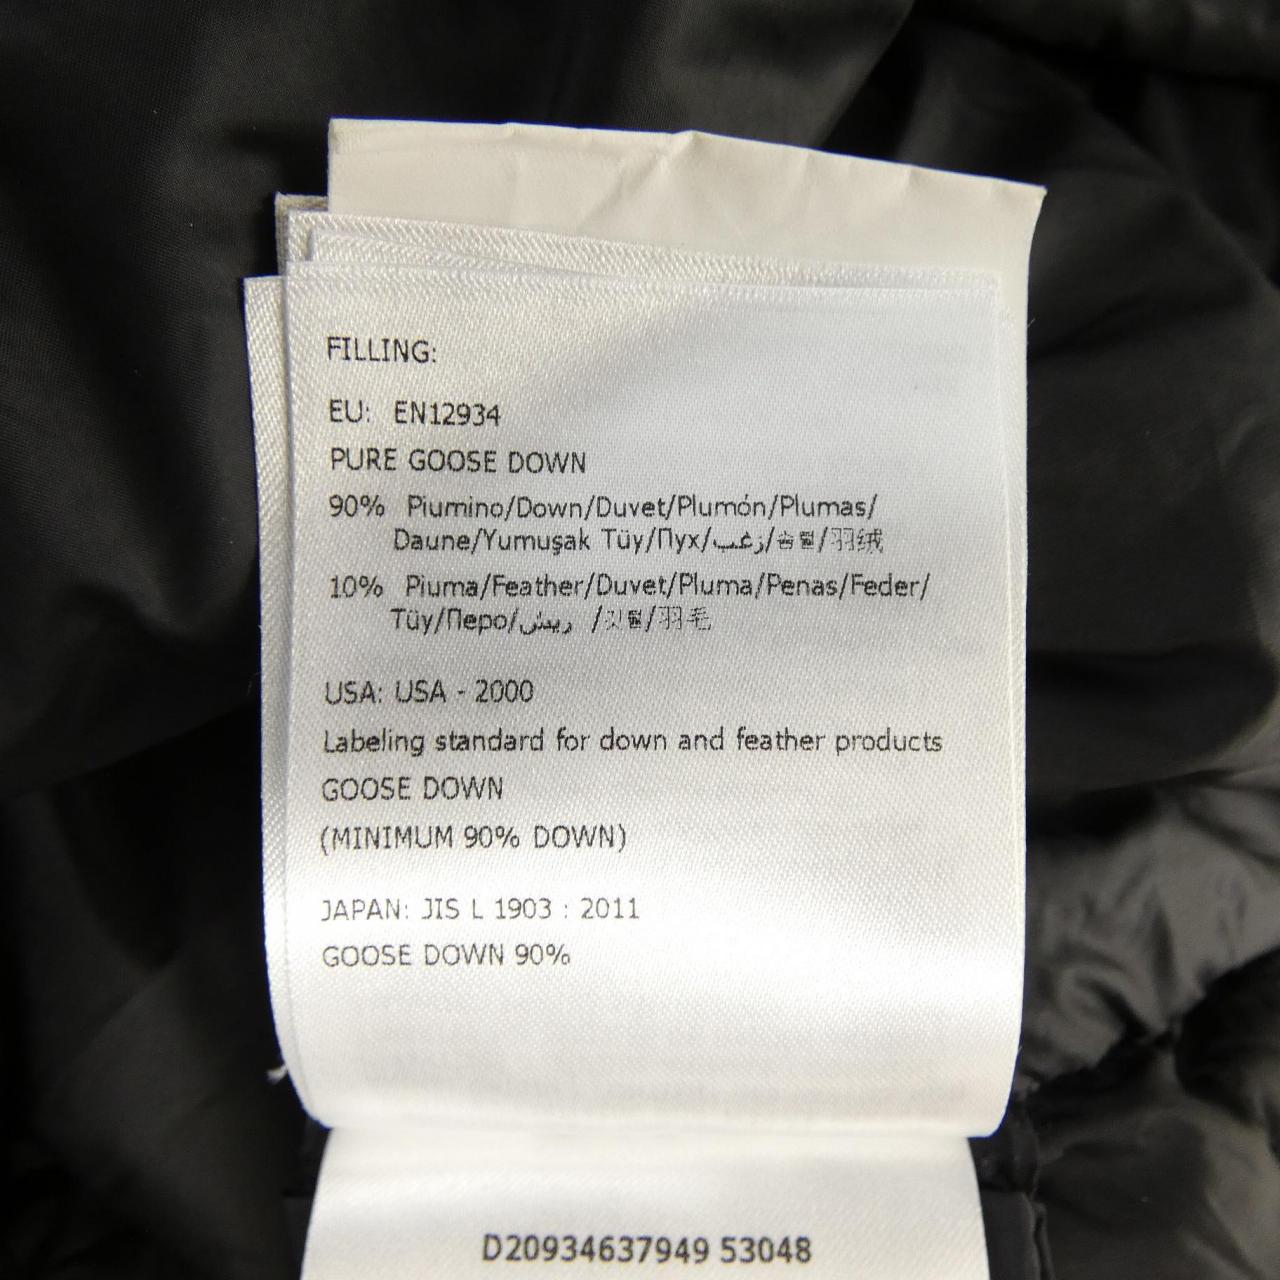 FILLING:
EU: EN12934
PURE GOOSE DOWN
90% Piumino/Down/Duvet/Plumón/Plumas/
Daune/Yumuşak Tüy/Пух/زغب/솜털/羽绒
10% Piuma/Feather/Duvet/Pluma/Penas/Feder/
Tüy/Перо/ريش /깃털/羽毛
USA: USA - 2000
Labeling standard for down and feather products
GOOSE DOWN
(MINIMUM 90% DOWN)
JAPAN: JIS L 1903 : 2011
GOOSE DOWN 90%
D20934637949 53048